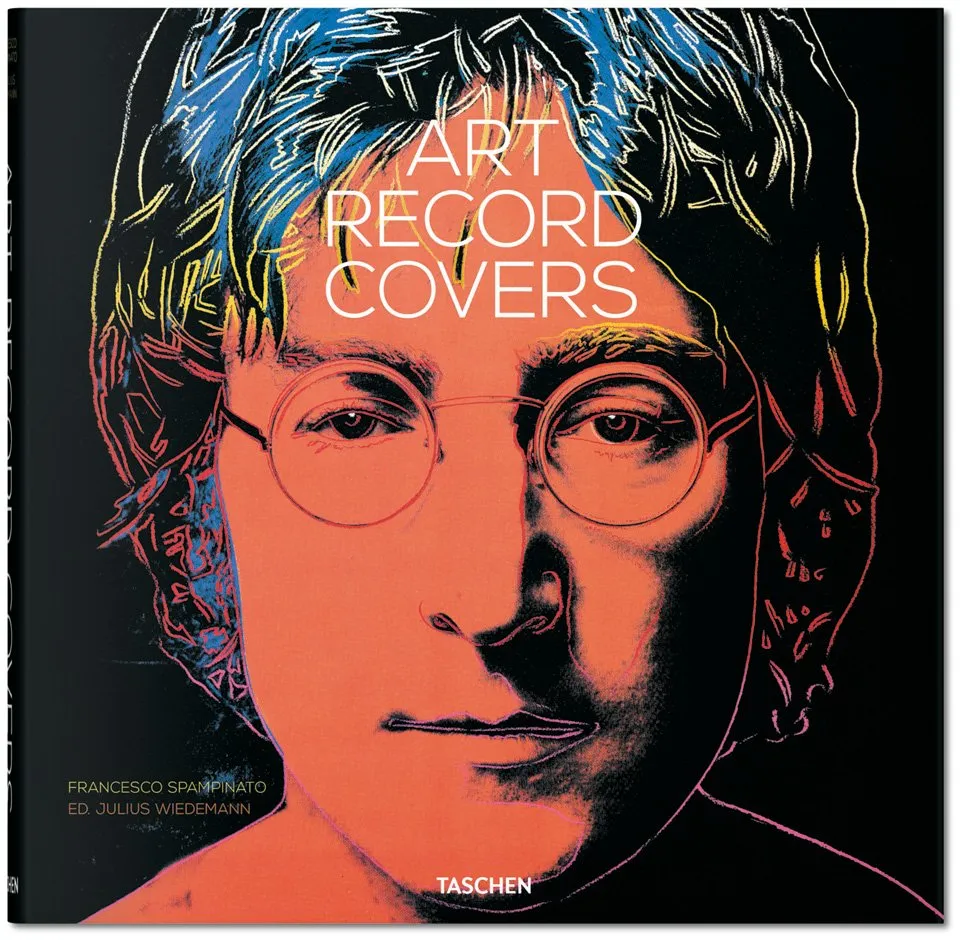 ART
RECORD
COVERS
FRANCESCO SPAMPINATO
ED. JULIUS WIEDEMANN
TASCHEN